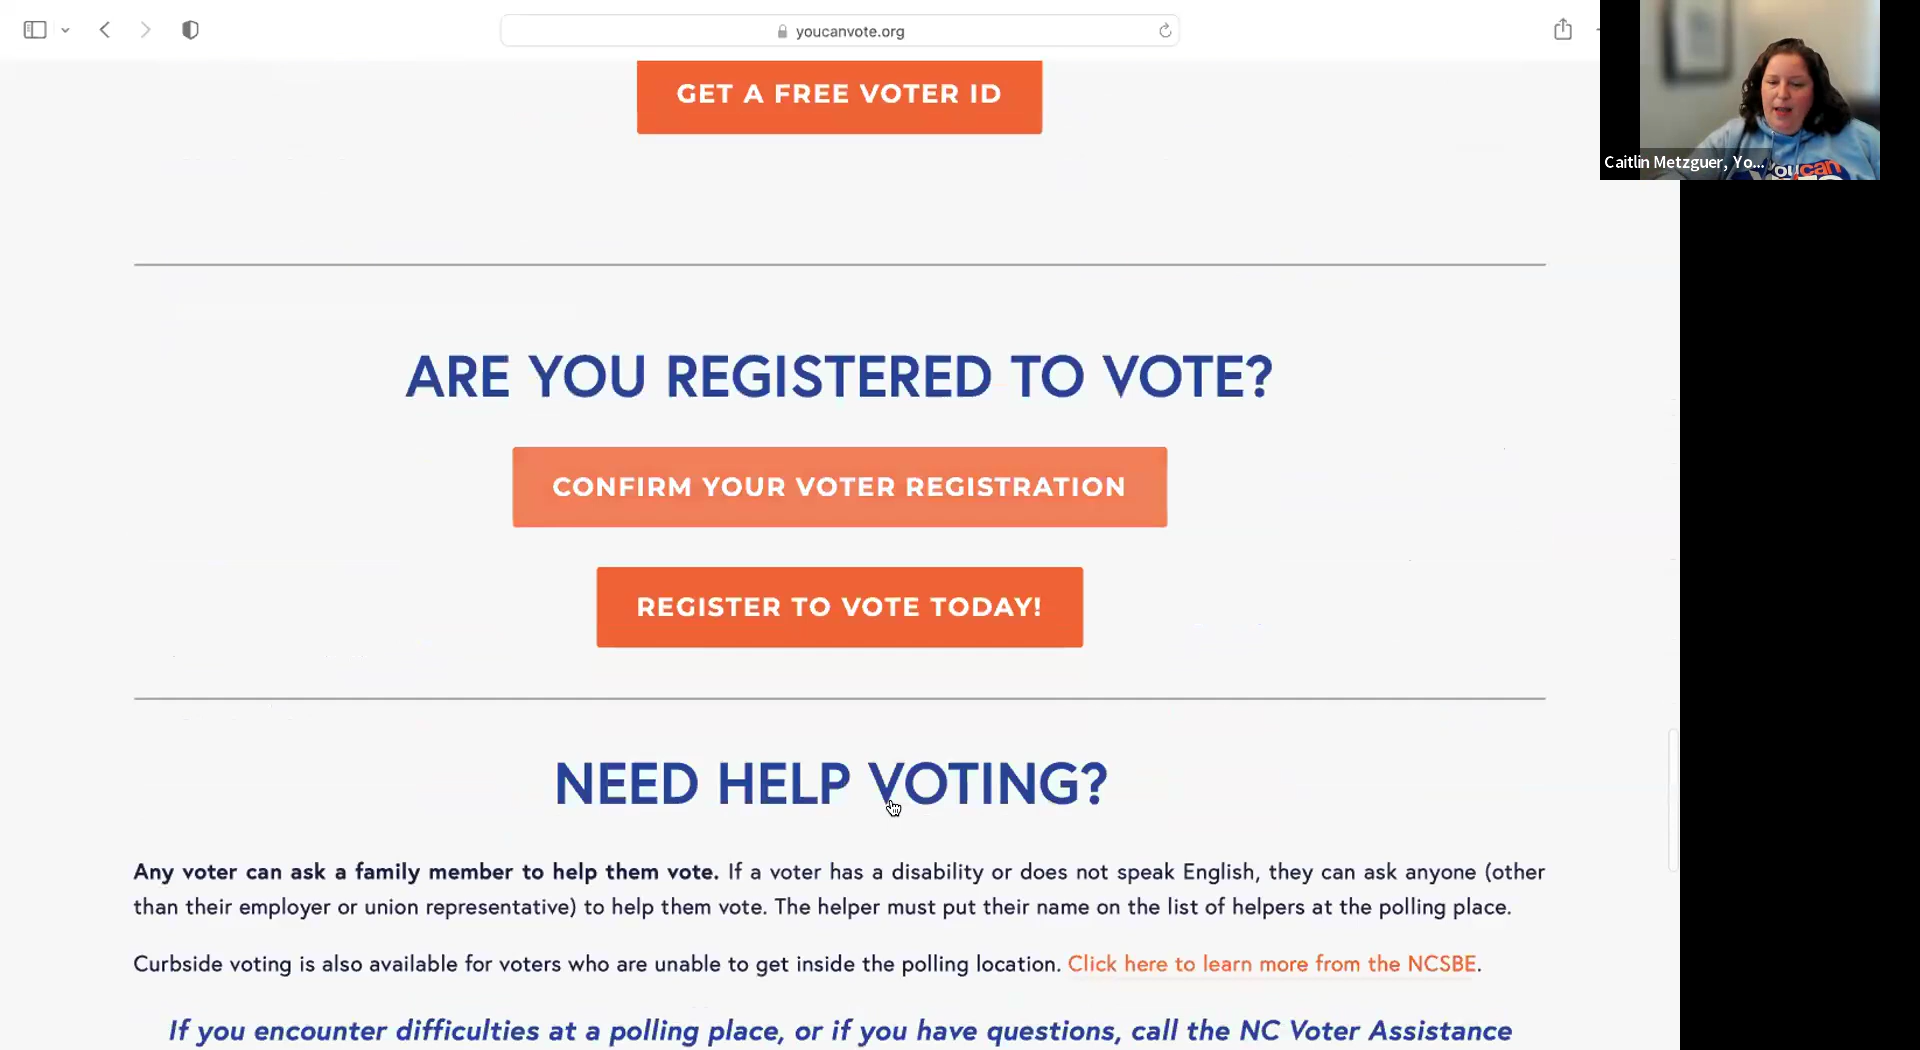 youcanvote.org
GET A FREE VOTER ID
Caitlin Metzguer, Yo...
youcan
ARE YOU REGISTERED TO VOTE?
CONFIRM YOUR VOTER REGISTRATION
REGISTER TO VOTE TODAY!
NEED HELP VOTING?
Any voter can ask a family member to help them vote. If a voter has a disability or does not speak English, they can ask anyone (other
than their employer or union representative) to help them vote. The helper must put their name on the list of helpers at the polling place.
Curbside voting is also available for voters who are unable to get inside the polling location. Click here to learn more from the NCSBE.
If you encounter difficulties at a polling place, or if you have questions, call the NC Voter Assistance